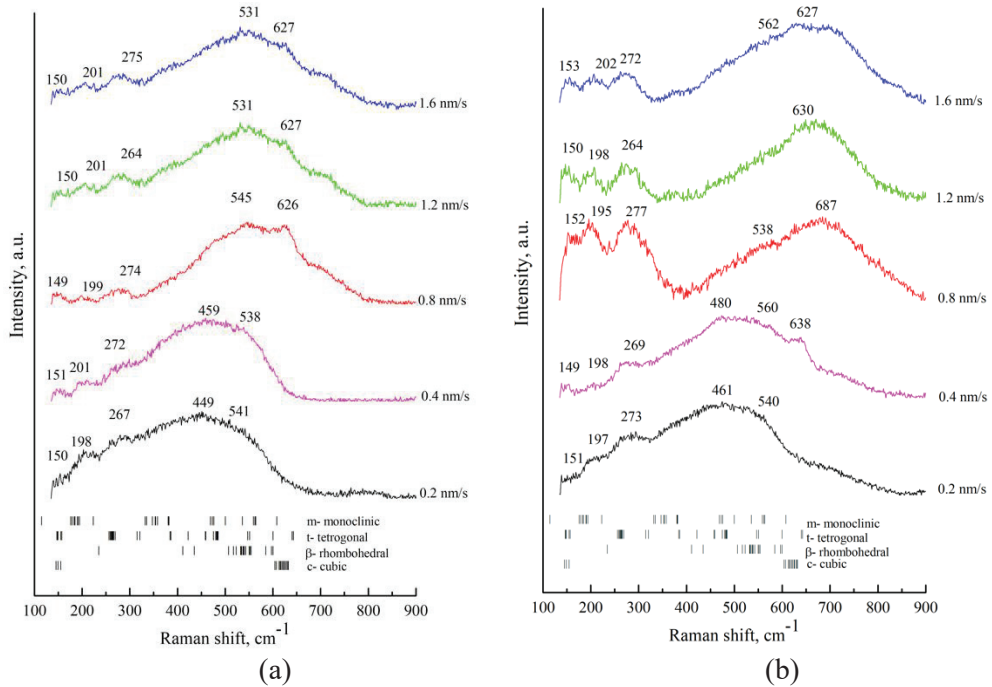 (a)
Intensity, a.u.
531
627
275
201
150
1.6 nm/s
531
627
264
201
150
1.2 nm/s
545
626
274
199
149
0.8 nm/s
459
538
272
201
151
0.4 nm/s
449
541
267
198
150
0.2 nm/s
m- monoclinic
t- tetrogonal
β- rhombohedral
c- cubic
100 200 300 400 500 600 700 800 900
Raman shift, cm-1
(b)
Intensity, a.u.
627
562
272
202
153
1.6 nm/s
630
264
198
150
1.2 nm/s
687
538
277
195
152
0.8 nm/s
480
560
638
269
198
149
0.4 nm/s
461
540
273
197
151
0.2 nm/s
m- monoclinic
t- tetrogonal
β- rhombohedral
c- cubic
100 200 300 400 500 600 700 800 900
Raman shift, cm-1